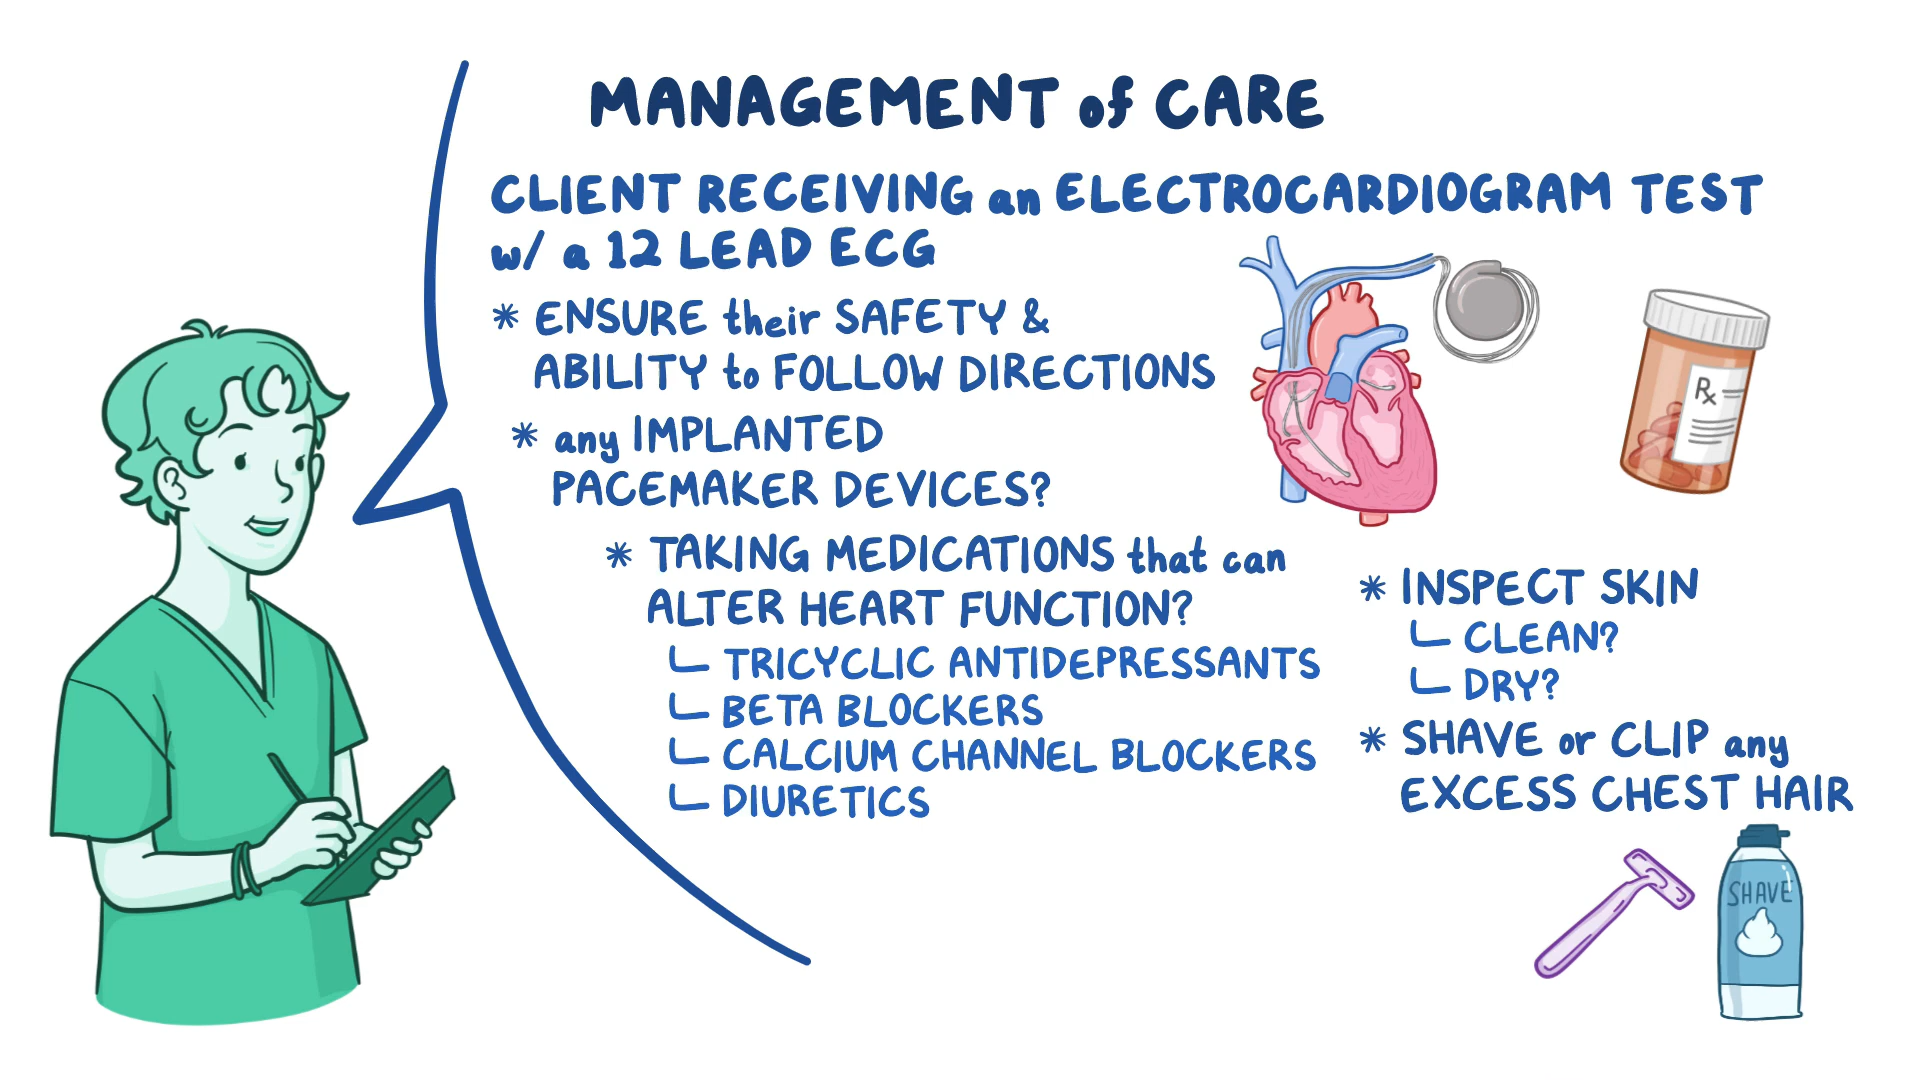 MANAGEMENT of CARE
CLIENT RECEIVING an ELECTROCARDIOGRAM TEST
w/ a 12 LEAD ECG
* ENSURE their SAFETY &
ABILITY to FOLLOW DIRECTIONS
* any IMPLANTED
PACEMAKER DEVICES?
* TAKING MEDICATIONS that can
ALTER HEART FUNCTION?
TRICYCLIC ANTIDEPRESSANTS
BETA BLOCKERS
CALCIUM CHANNEL BLOCKERS
DIURETICS
Rx
* INSPECT SKIN
CLEAN?
DRY?
* SHAVE or CLIP any
EXCESS CHEST HAIR
SHAVE